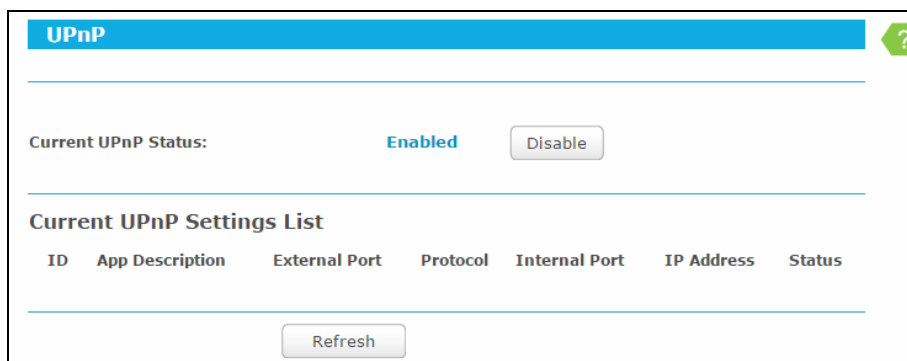 UPnP
?
Current UPnP Status: Enabled Disable
Current UPnP Settings List
ID App Description External Port Protocol Internal Port IP Address Status
Refresh